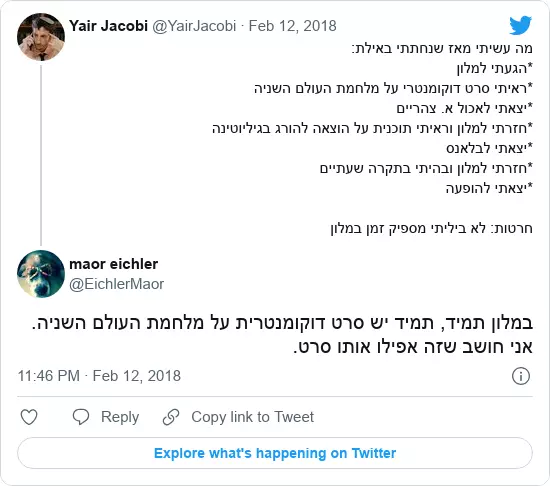 Yair Jacobi @YairJacobi · Feb 12, 2018
מה עשיתי מאז שנחתתי באילת:
*הגעתי למלון
*ראיתי סרט דוקומנטרי על מלחמת העולם השניה
*יצאתי לאכול א. צהריים
*חזרתי למלון וראיתי תוכנית על הוצאה להורג בגיליוטינה
*יצאתי לבלאנס
*חזרתי למלון ובהיתי בתקרה שעתיים
*יצאתי להופעה
חרטות: לא ביליתי מספיק זמן במלון
maor eichler
@EichlerMaor
במלון תמיד, תמיד יש סרט דוקומנטרית על מלחמת העולם השניה.
אני חושב שזה אפילו אותו סרט.
11:46 PM · Feb 12, 2018
Reply
Copy link to Tweet
Explore what's happening on Twitter